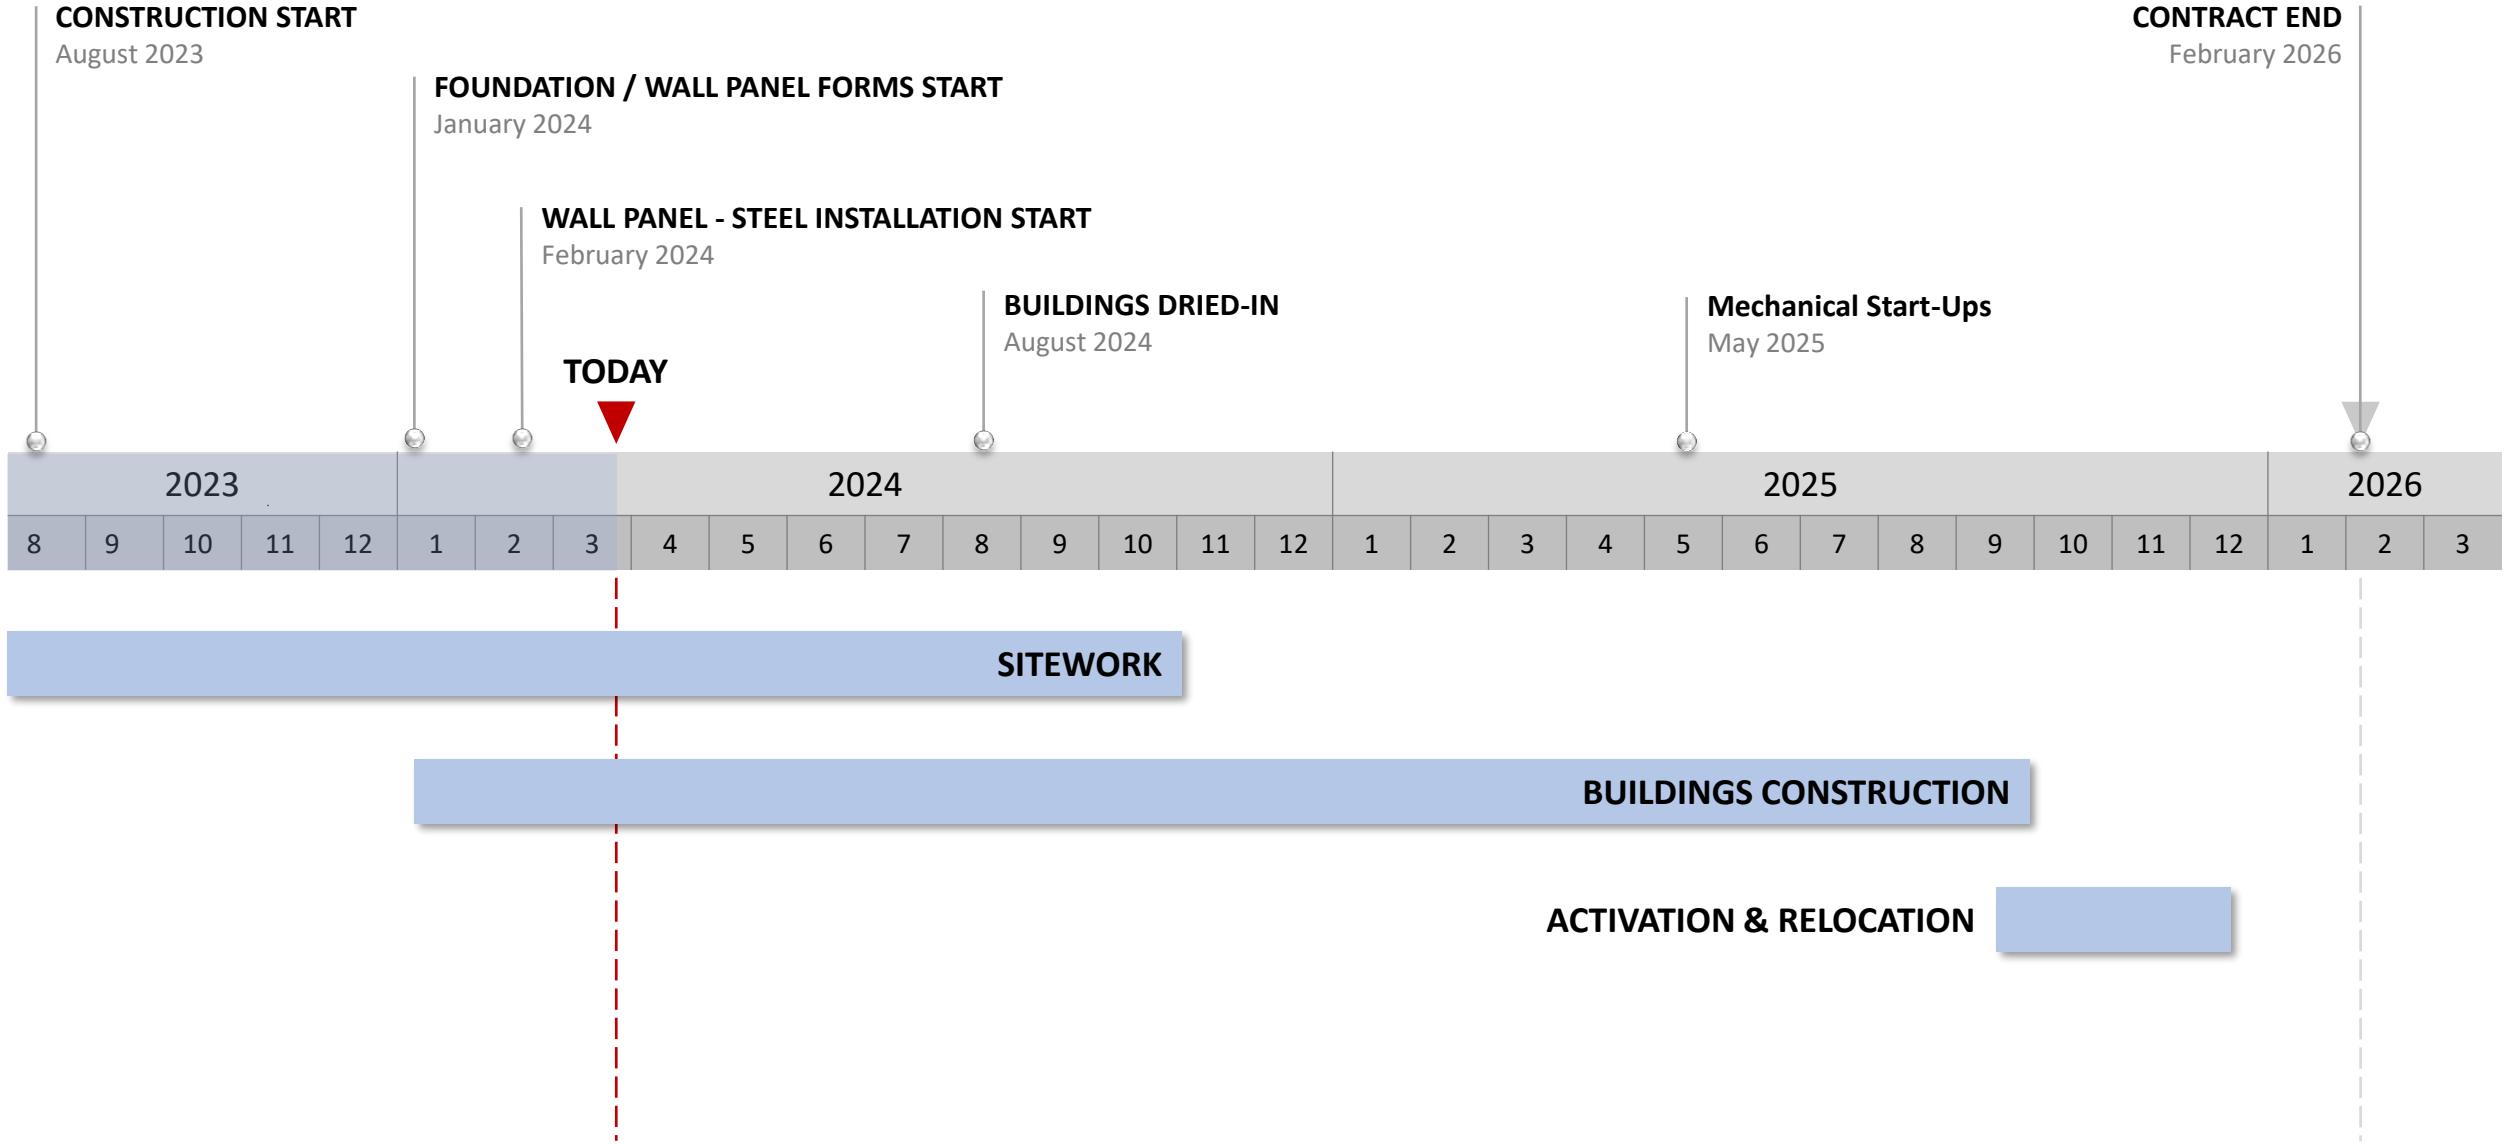 CONSTRUCTION START
August 2023
CONTRACT END
February 2026
FOUNDATION / WALL PANEL FORMS START
January 2024
WALL PANEL - STEEL INSTALLATION START
February 2024
BUILDINGS DRIED-IN
August 2024
Mechanical Start-Ups
May 2025
TODAY
2023 2024 2025 2026
8 9 10 11 12 1 2 3 4 5 6 7 8 9 10 11 12 1 2 3 4 5 6 7 8 9 10 11 12 1 2 3
SITEWORK
BUILDINGS CONSTRUCTION
ACTIVATION & RELOCATION